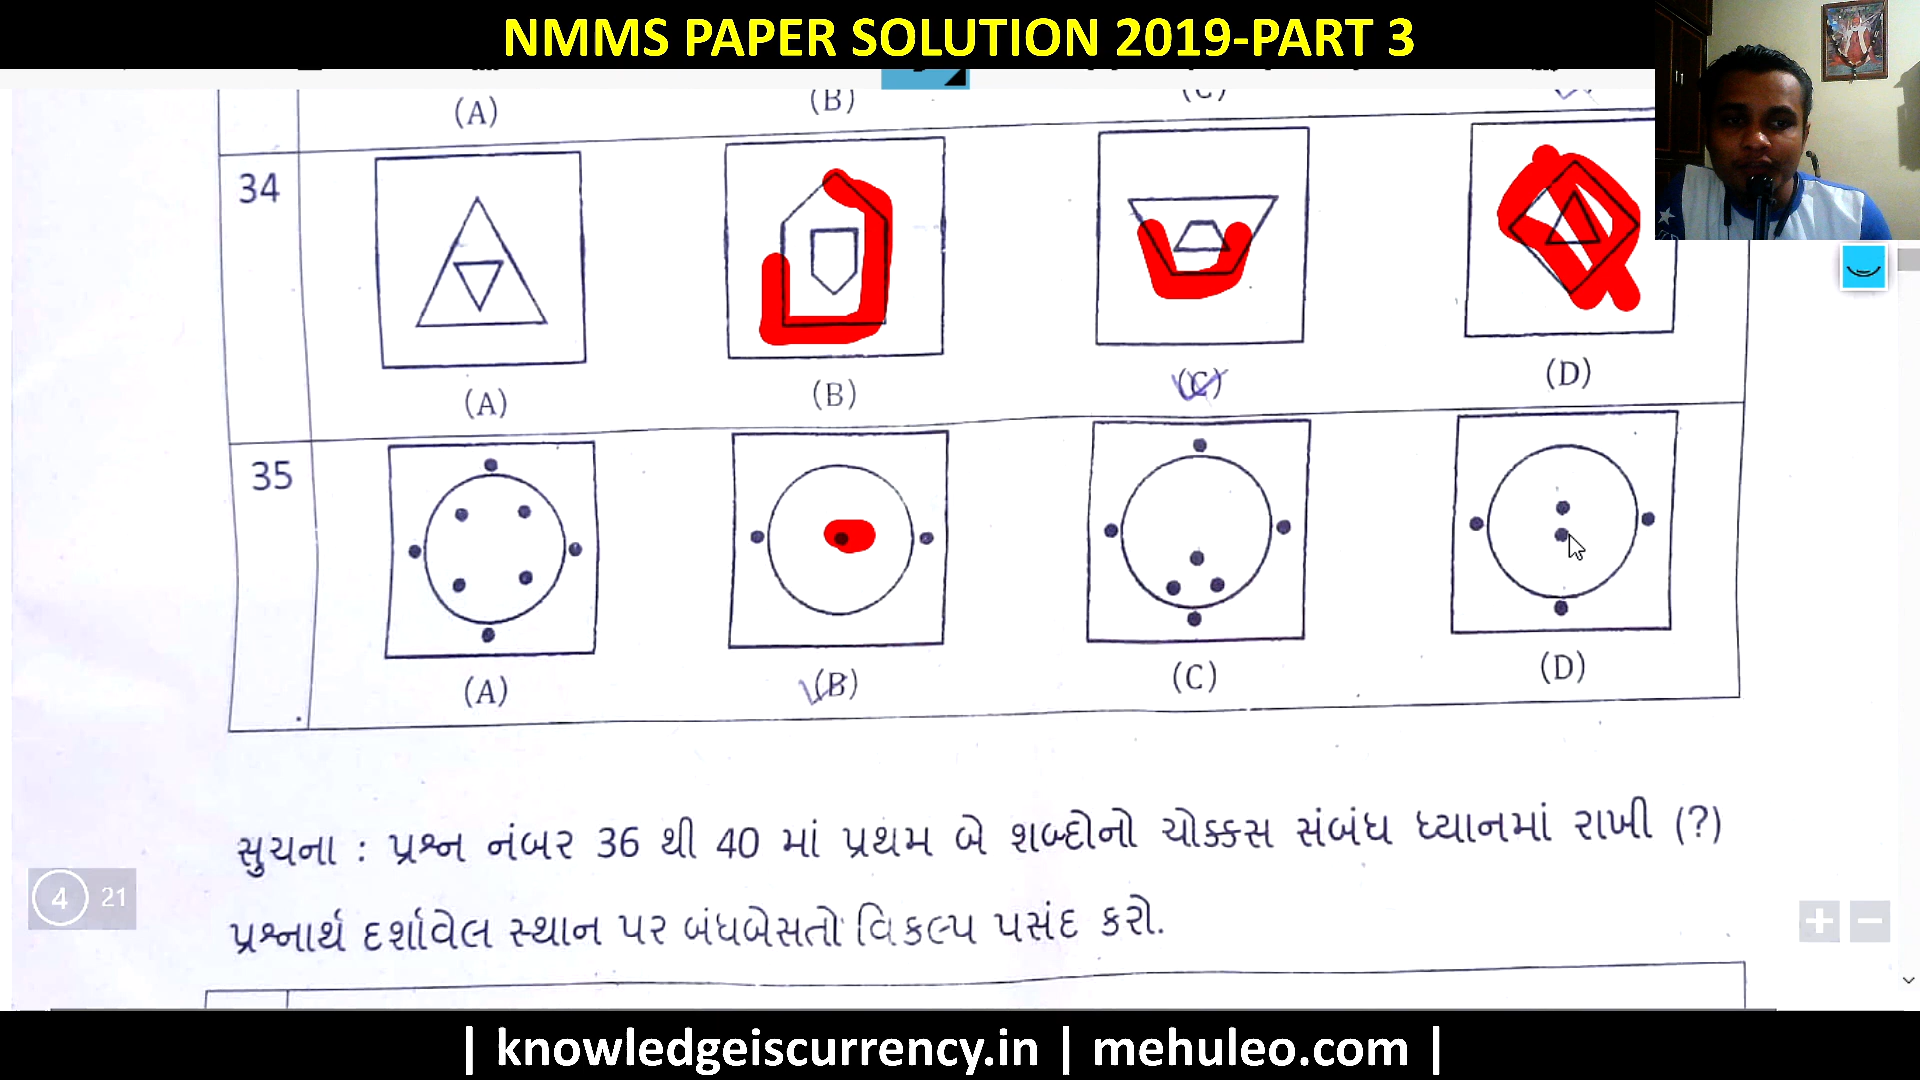 NMMS PAPER SOLUTION 2019-PART 3
(A) (B) (C)
34
(A) (B) (C) (D)
35
(A) (B) (C) (D)
સુચના : પ્રશ્ન નંબર 36 થી 40 માં પ્રથમ બે શબ્દોનો ચોક્કસ સંબંધ ધ્યાનમાં રાખી (?)
પ્રશ્નાર્થ દર્શાવેલ સ્થાન પર બંધબેસતો વિકલ્પ પસંદ કરો.
4 21
| knowledgeiscurrency.in | mehuleo.com |